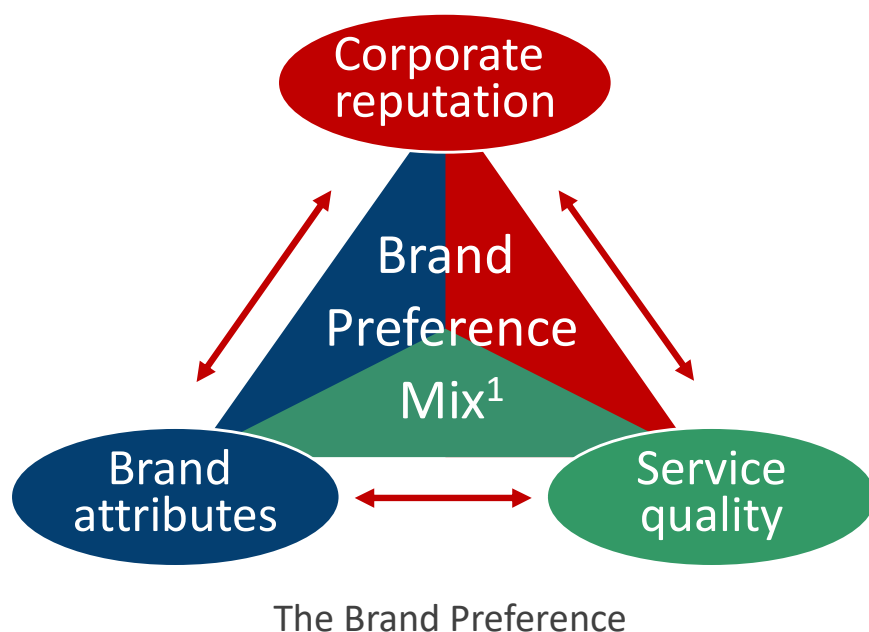 Corporate
reputation
Brand
Preference
Mix¹
Brand
attributes
Service
quality
The Brand Preference